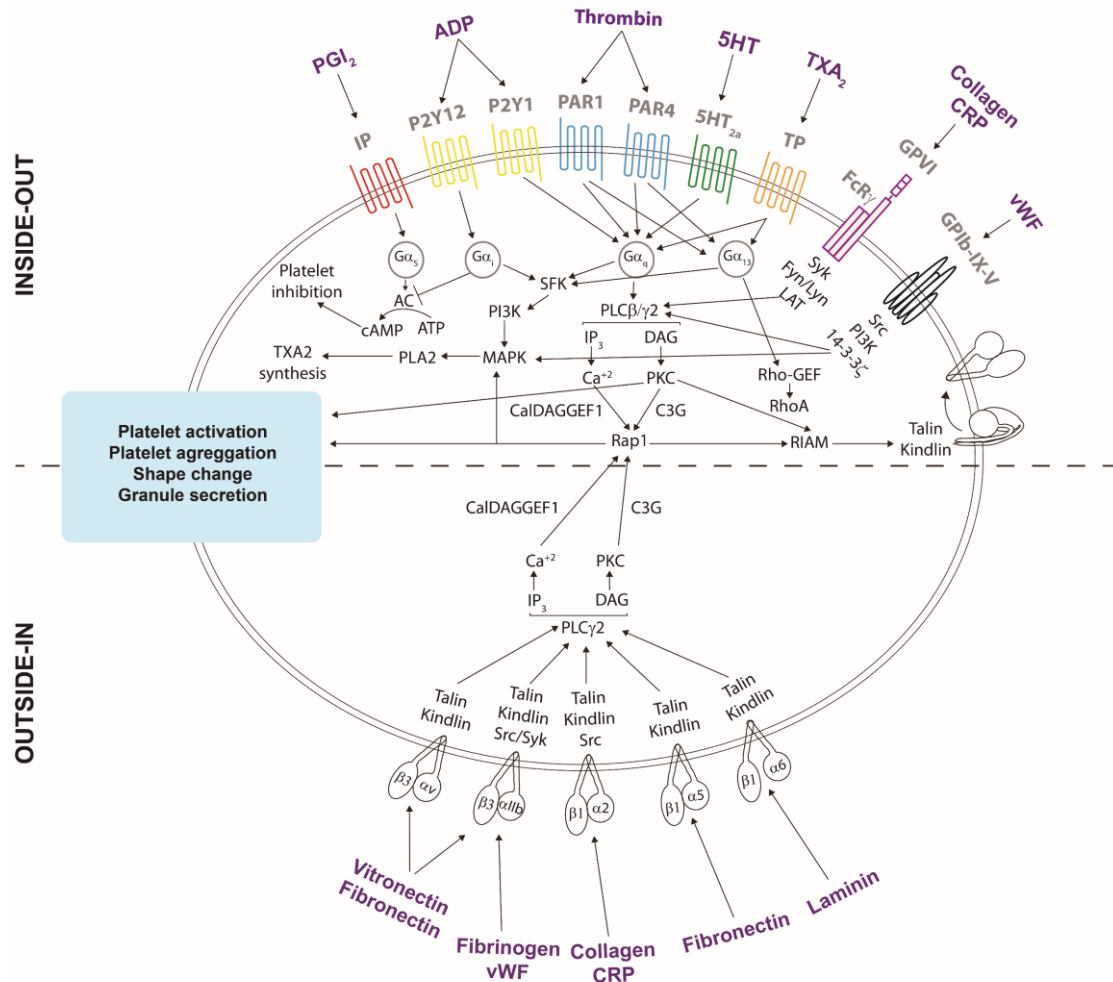 INSIDE-OUT
OUTSIDE-IN
PGI2
ADP
Thrombin
5HT
TXA2
Collagen
CRP
vWF
IP
P2Y12
P2Y1
PAR1
PAR4
5HT2a
TP
FcRγ
GPVI
GPIb-IX-V
Gαs
Gαi
Gαq
Gα13
Platelet
inhibition
AC
cAMP
ATP
SFK
PI3K
PLCβ/γ2
IP3
DAG
Syk
Fyn/Lyn
LAT
Src
PI3K
14-3-3ζ
TXA2
synthesis
PLA2
MAPK
Ca+2
PKC
Rho-GEF
RhoA
CalDAGGEF1
C3G
Rap1
RIAM
Talin
Kindlin
Platelet activation
Platelet agreggation
Shape change
Granule secretion
CalDAGGEF1
C3G
Ca+2
PKC
IP3
DAG
PLCγ2
Talin
Kindlin
Talin
Kindlin
Src/Syk
Talin
Kindlin
Src
Talin
Kindlin
Talin
Kindlin
β3
αv
β3
αIIb
β1
α2
β1
α5
β1
α6
Vitronectin
Fibronectin
Fibrinogen
vWF
Collagen
CRP
Fibronectin
Laminin